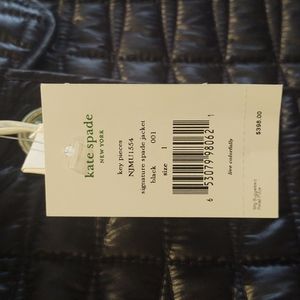 kate spade
NEW YORK
key pieces
NJMU1554
signature spade jacket
black 001
size 1
6 53079 98062 1
live colorfully
$398.00